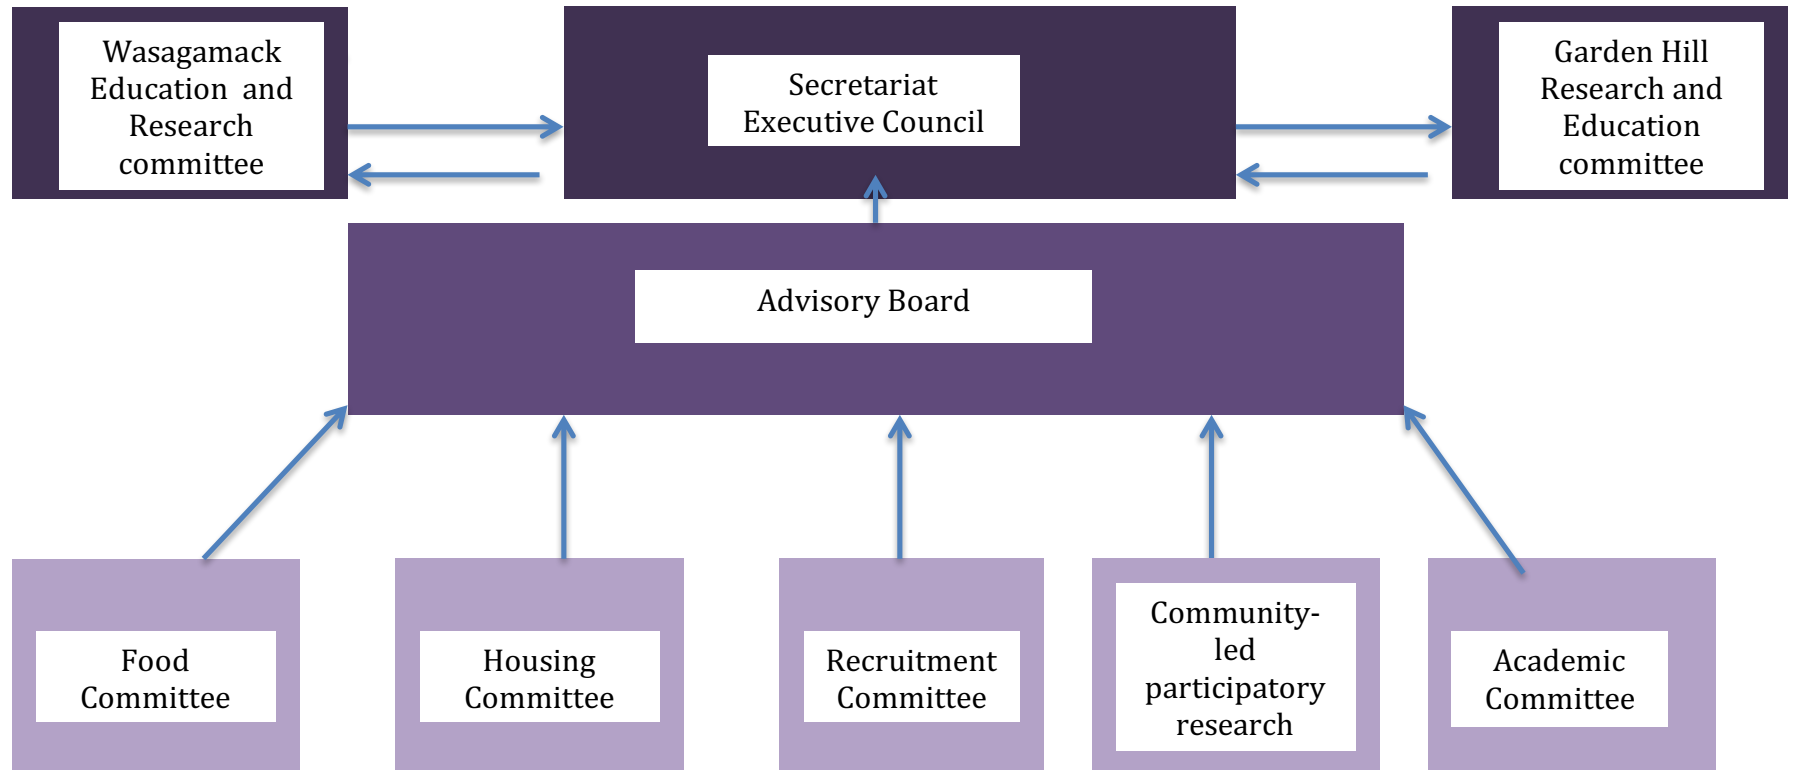 Wasagamack
Education  and
Research
committee
Secretariat
Executive Council
Garden Hill
Research and
Education
committee
Advisory Board
Food
Committee
Housing
Committee
Recruitment
Committee
Community-
led
participatory
research
Academic
Committee